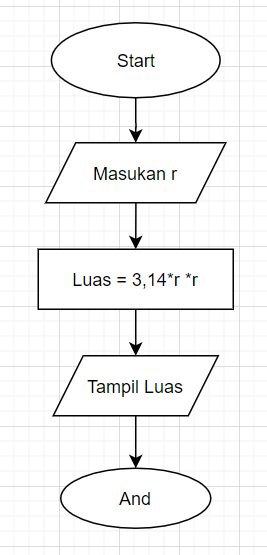 Start
Masukan r
Luas = 3,14*r *r
Tampil Luas
And